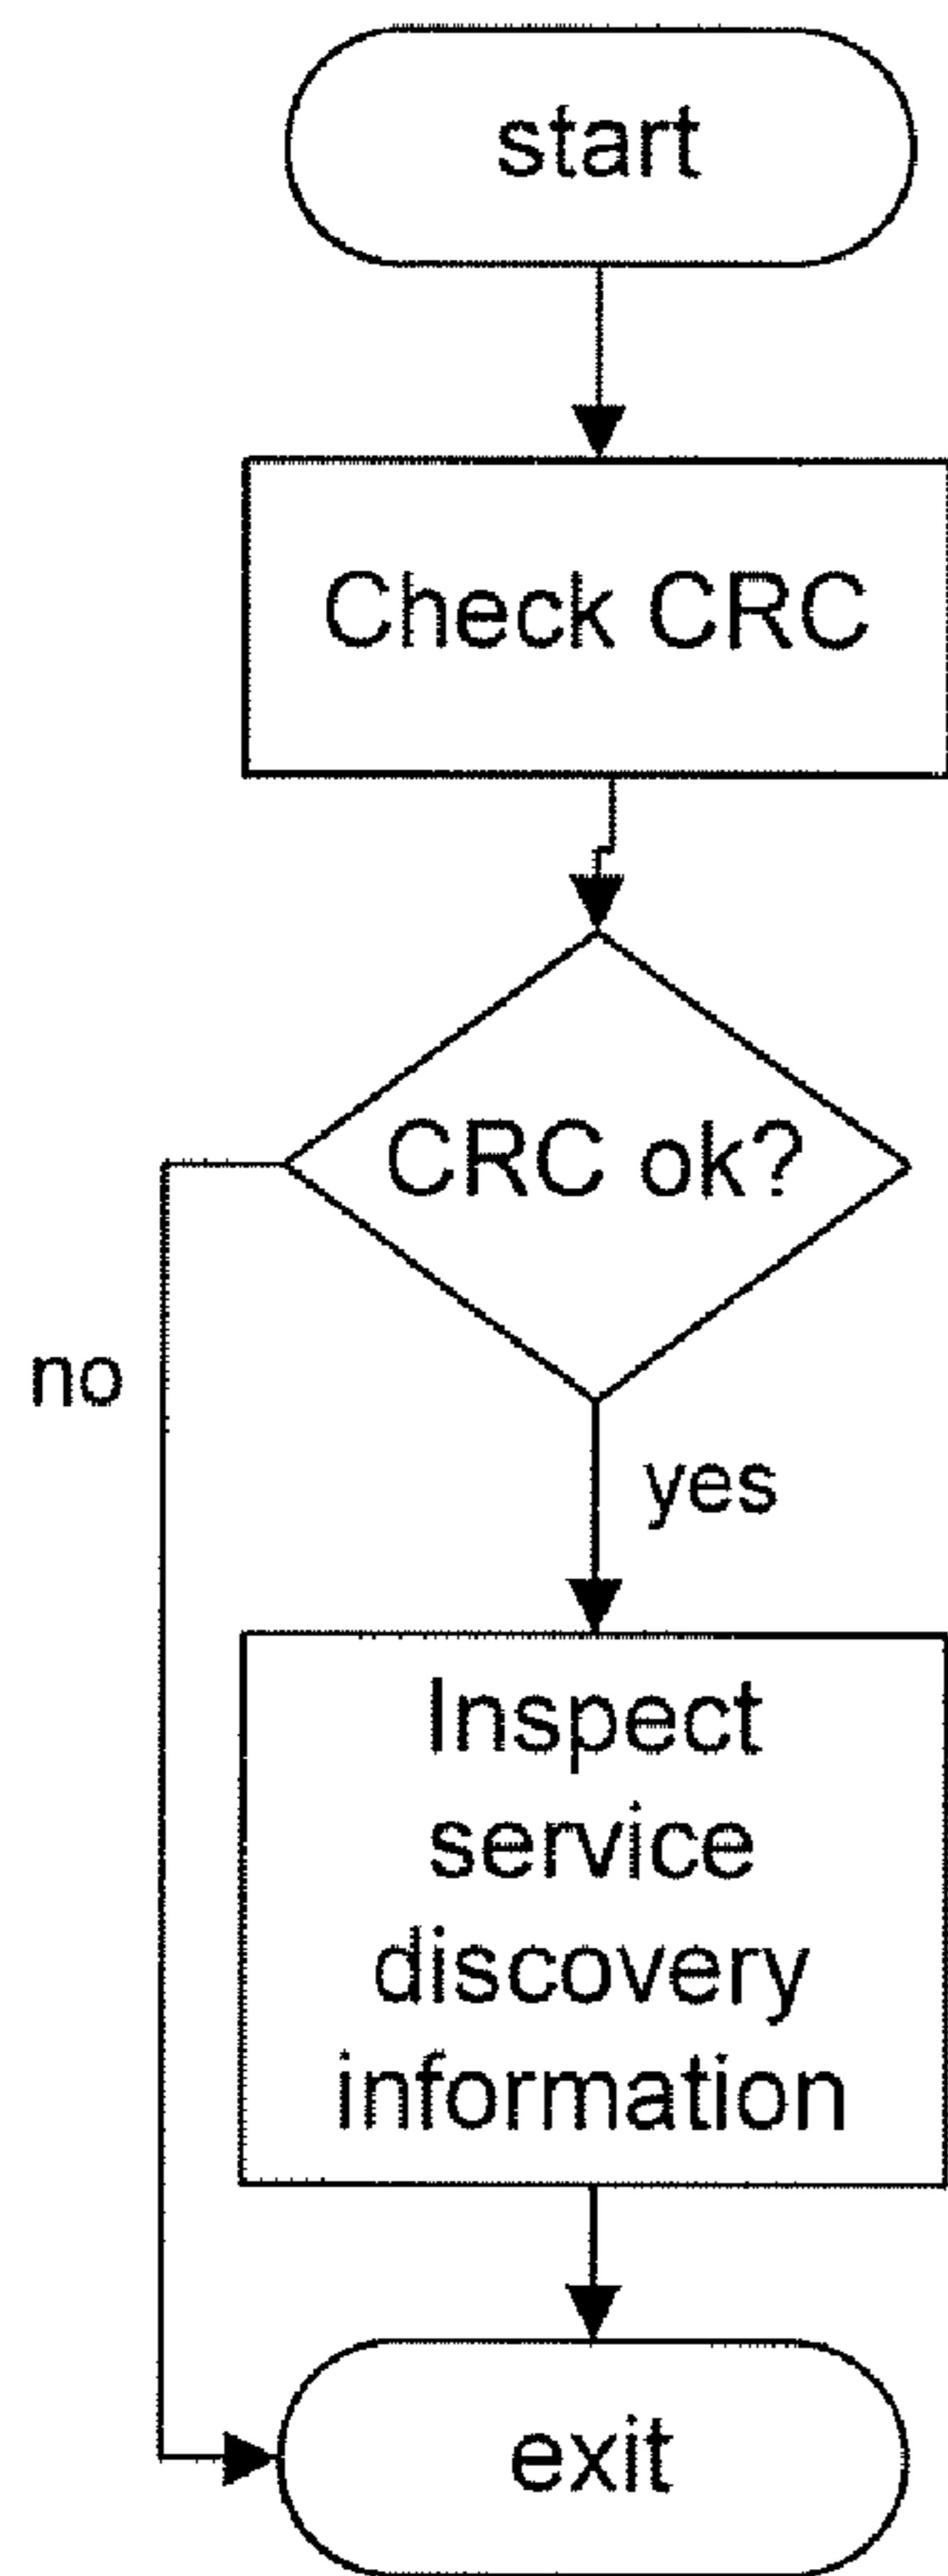 start
Check CRC
CRC ok?
no
yes
Inspect
service
discovery
information
exit